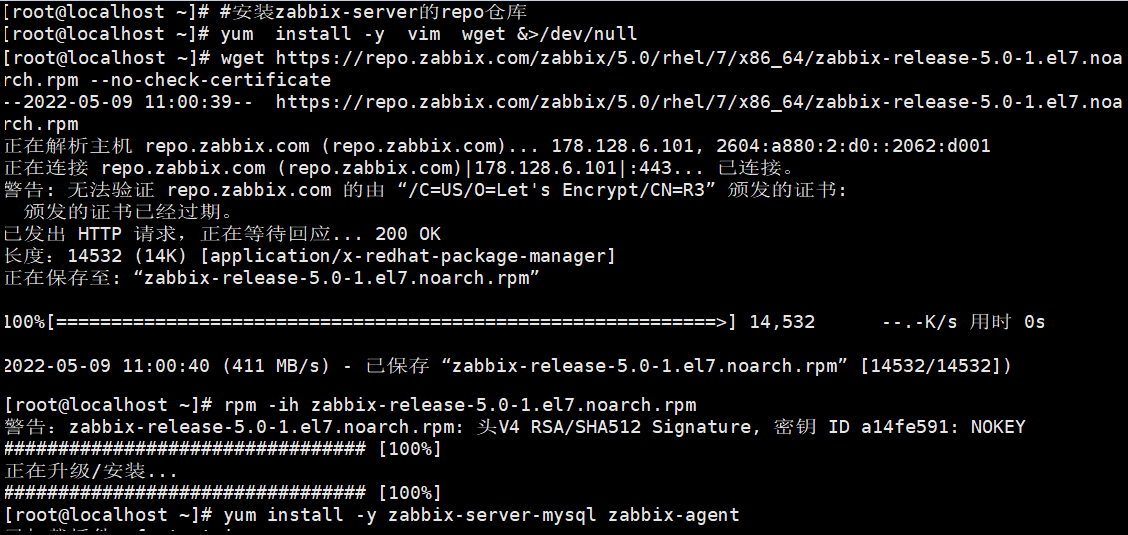 [root@localhost ~]# #安装zabbix-server的repo仓库
[root@localhost ~]# yum  install -y  vim  wget &>/dev/null
[root@localhost ~]# wget https://repo.zabbix.com/zabbix/5.0/rhel/7/x86_64/zabbix-release-5.0-1.el7.noa
rch.rpm --no-check-certificate
--2022-05-09 11:00:39--  https://repo.zabbix.com/zabbix/5.0/rhel/7/x86_64/zabbix-release-5.0-1.el7.noa
rch.rpm
正在解析主机 repo.zabbix.com (repo.zabbix.com)... 178.128.6.101, 2604:a880:2:d0::2062:d001
正在连接 repo.zabbix.com (repo.zabbix.com)|178.128.6.101|:443... 已连接。
警告: 无法验证 repo.zabbix.com 的由 “/C=US/O=Let's Encrypt/CN=R3” 颁发的证书:
  颁发的证书已经过期。
已发出 HTTP 请求，正在等待回应... 200 OK
长度：14532 (14K) [application/x-redhat-package-manager]
正在保存至: “zabbix-release-5.0-1.el7.noarch.rpm”
100%[============================================================>] 14,532      --.-K/s 用时 0s
2022-05-09 11:00:40 (411 MB/s) - 已保存 “zabbix-release-5.0-1.el7.noarch.rpm” [14532/14532])
[root@localhost ~]# rpm -ih zabbix-release-5.0-1.el7.noarch.rpm
警告：zabbix-release-5.0-1.el7.noarch.rpm: 头V4 RSA/SHA512 Signature, 密钥 ID a14fe591: NOKEY
################################# [100%]
正在升级/安装...
################################# [100%]
[root@localhost ~]# yum install -y zabbix-server-mysql zabbix-agent